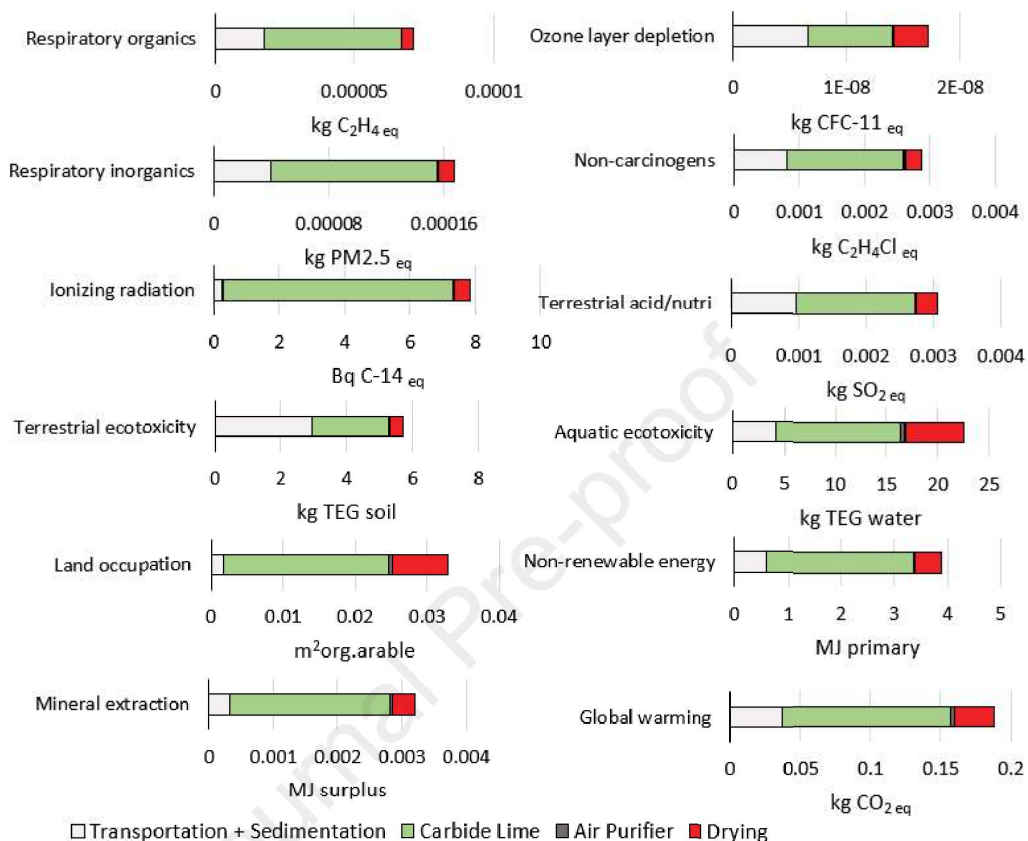 Respiratory organics
0 0.00005 0.0001
kg C₂H₄ eq
Respiratory inorganics
0 0.00008 0.00016
kg PM2.5 eq
Ionizing radiation
0 2 4 6 8 10
Bq C-14 eq
Terrestrial ecotoxicity
0 2 4 6 8
kg TEG soil
Land occupation
0 0.01 0.02 0.03 0.04
m²org.arable
Mineral extraction
0 0.001 0.002 0.003 0.004
MJ surplus
Ozone layer depletion
0 1E-08 2E-08
kg CFC-11 eq
Non-carcinogens
0 0.001 0.002 0.003 0.004
kg C₂H₄Cl eq
Terrestrial acid/nutri
0 0.001 0.002 0.003 0.004
kg SO₂ eq
Aquatic ecotoxicity
0 5 10 15 20 25
kg TEG water
Non-renewable energy
0 1 2 3 4 5
MJ primary
Global warming
0 0.05 0.1 0.15 0.2
kg CO₂ eq
Transportation + Sedimentation Carbide Lime Air Purifier Drying
Journal Pre-proof